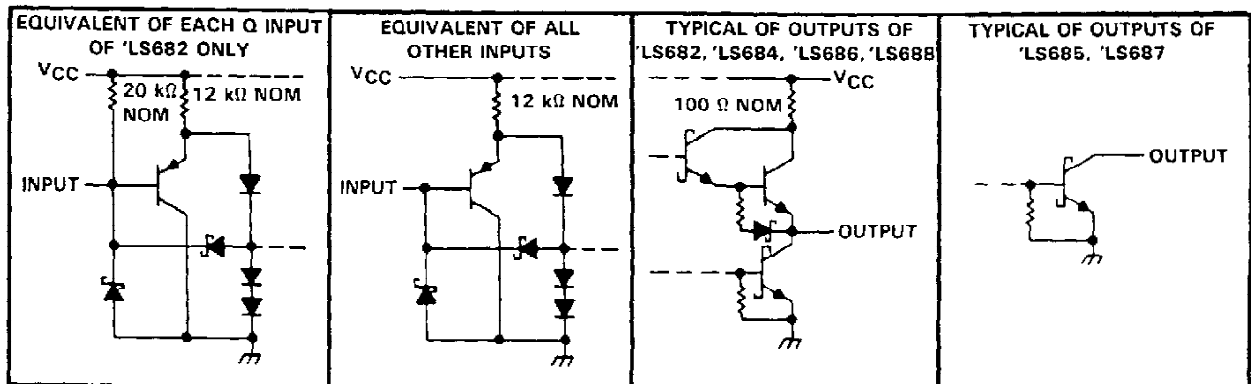 EQUIVALENT OF EACH Q INPUT
OF 'LS682 ONLY
VCC
20 kΩ
NOM
12 kΩ NOM
INPUT
EQUIVALENT OF ALL
OTHER INPUTS
VCC
12 kΩ NOM
INPUT
TYPICAL OF OUTPUTS OF
'LS682, 'LS684, 'LS686, 'LS688
VCC
100 Ω NOM
OUTPUT
TYPICAL OF OUTPUTS OF
'LS685, 'LS687
OUTPUT